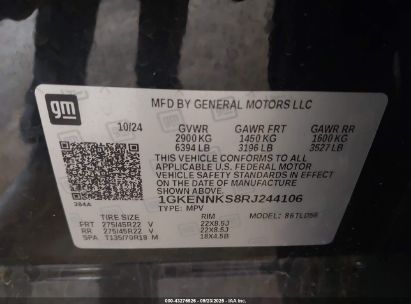 gm
MFD BY GENERAL MOTORS LLC
10/24 GVWR GAWR FRT GAWR RR
2900 KG 1450 KG 1600 KG
6394 LB 3196 LB 3527 LB
THIS VEHICLE CONFORMS TO ALL
APPLICABLE U.S. FEDERAL MOTOR
VEHICLE SAFETY STANDARDS IN EFFECT ON
THE DATE OF MANUFACTURE SHOWN ABOVE.
1GKENNKS8RJ244106
TYPE: MPV
384A
TIRE SIZE RIM MODEL:
FRT 275/45R22 V 22X8.5J
RR 275/45R22 V 22X8.5J
SPA T135/70R18 M 18X4.5B